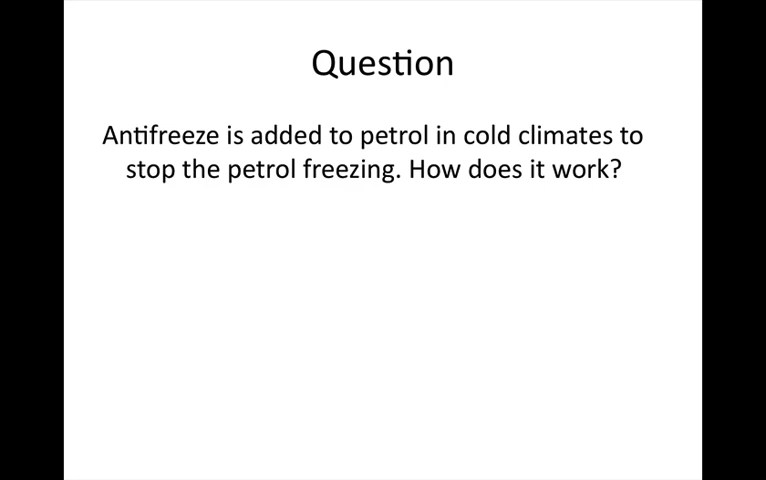 Question
Antifreeze is added to petrol in cold climates to
stop the petrol freezing. How does it work?